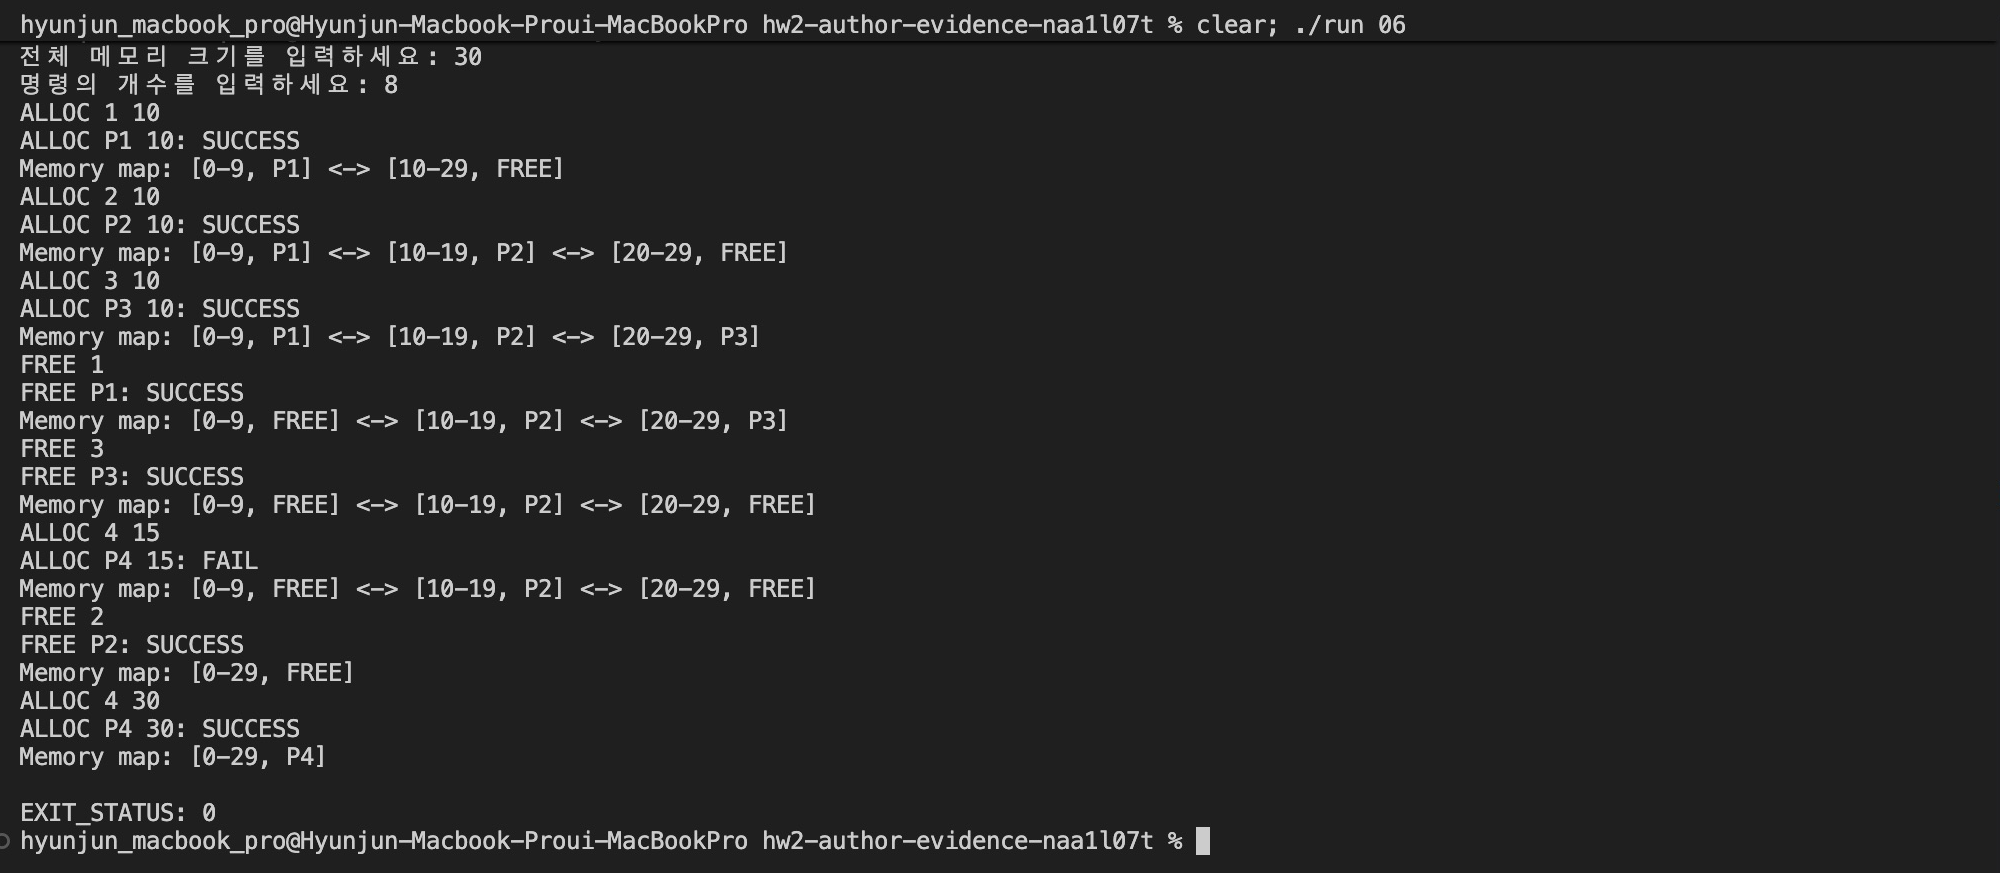 hyunjun_macbook_pro@Hyunjun-Macbook-Proui-MacBookPro hw2-author-evidence-naa1l07t % clear; ./run 06
전체 메모리 크기를 입력하세요: 30
명령의 개수를 입력하세요: 8
ALLOC 1 10
ALLOC P1 10: SUCCESS
Memory map: [0-9, P1] <-> [10-29, FREE]
ALLOC 2 10
ALLOC P2 10: SUCCESS
Memory map: [0-9, P1] <-> [10-19, P2] <-> [20-29, FREE]
ALLOC 3 10
ALLOC P3 10: SUCCESS
Memory map: [0-9, P1] <-> [10-19, P2] <-> [20-29, P3]
FREE 1
FREE P1: SUCCESS
Memory map: [0-9, FREE] <-> [10-19, P2] <-> [20-29, P3]
FREE 3
FREE P3: SUCCESS
Memory map: [0-9, FREE] <-> [10-19, P2] <-> [20-29, FREE]
ALLOC 4 15
ALLOC P4 15: FAIL
Memory map: [0-9, FREE] <-> [10-19, P2] <-> [20-29, FREE]
FREE 2
FREE P2: SUCCESS
Memory map: [0-29, FREE]
ALLOC 4 30
ALLOC P4 30: SUCCESS
Memory map: [0-29, P4]
EXIT_STATUS: 0
hyunjun_macbook_pro@Hyunjun-Macbook-Proui-MacBookPro hw2-author-evidence-naa1l07t %